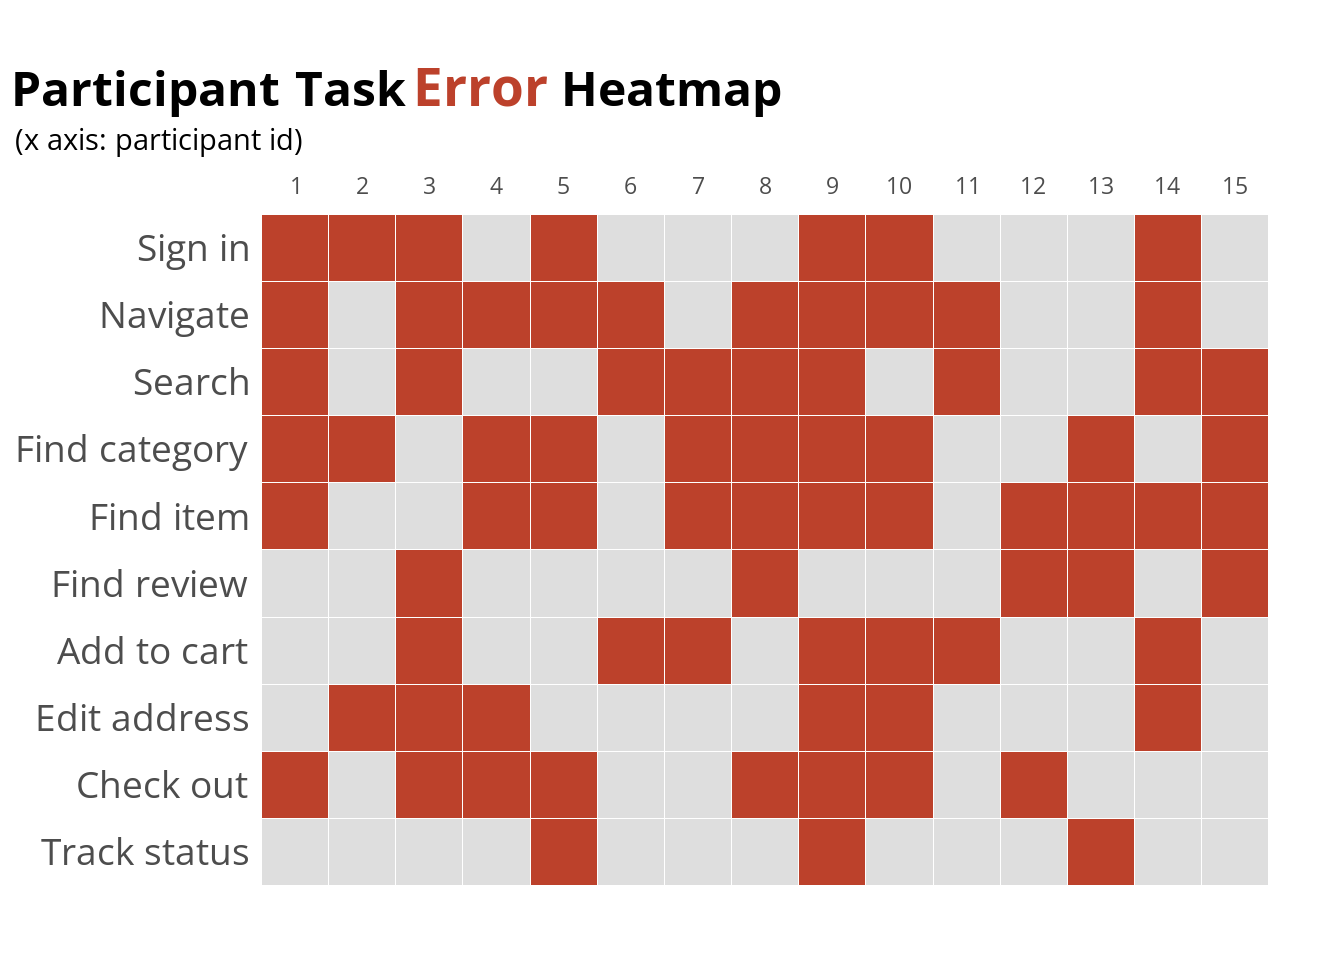 Participant Task Error Heatmap
(x axis: participant id)
1 2 3 4 5 6 7 8 9 10 11 12 13 14 15
Sign in
Navigate
Search
Find category
Find item
Find review
Add to cart
Edit address
Check out
Track status